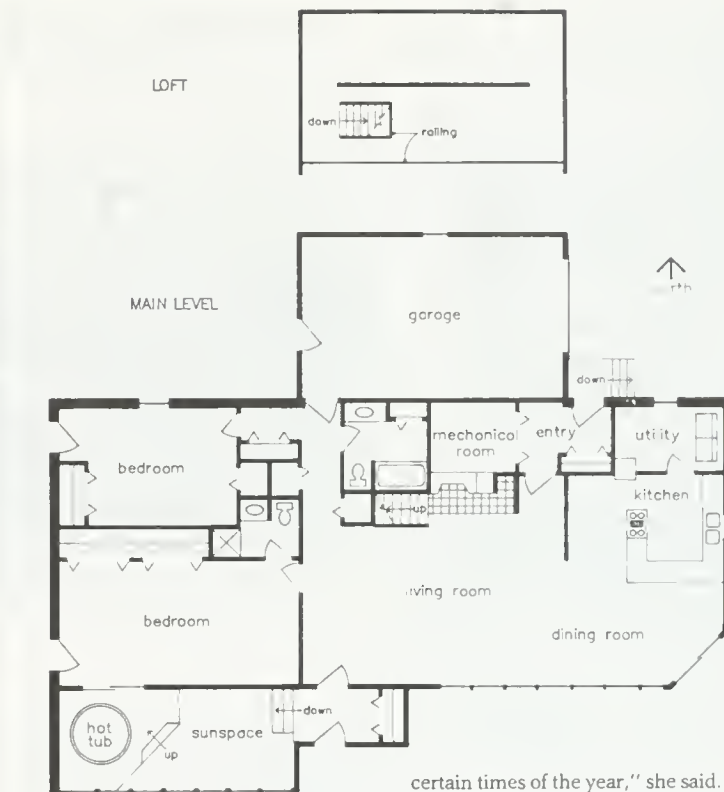 LOFT
down
railing
MAIN LEVEL
garage
down
bedroom
mechanical
room
entry
utility
up
kitchen
living room
bedroom
dining room
hot
tub
up
sunspace
down
certain times of the year,'' she said.